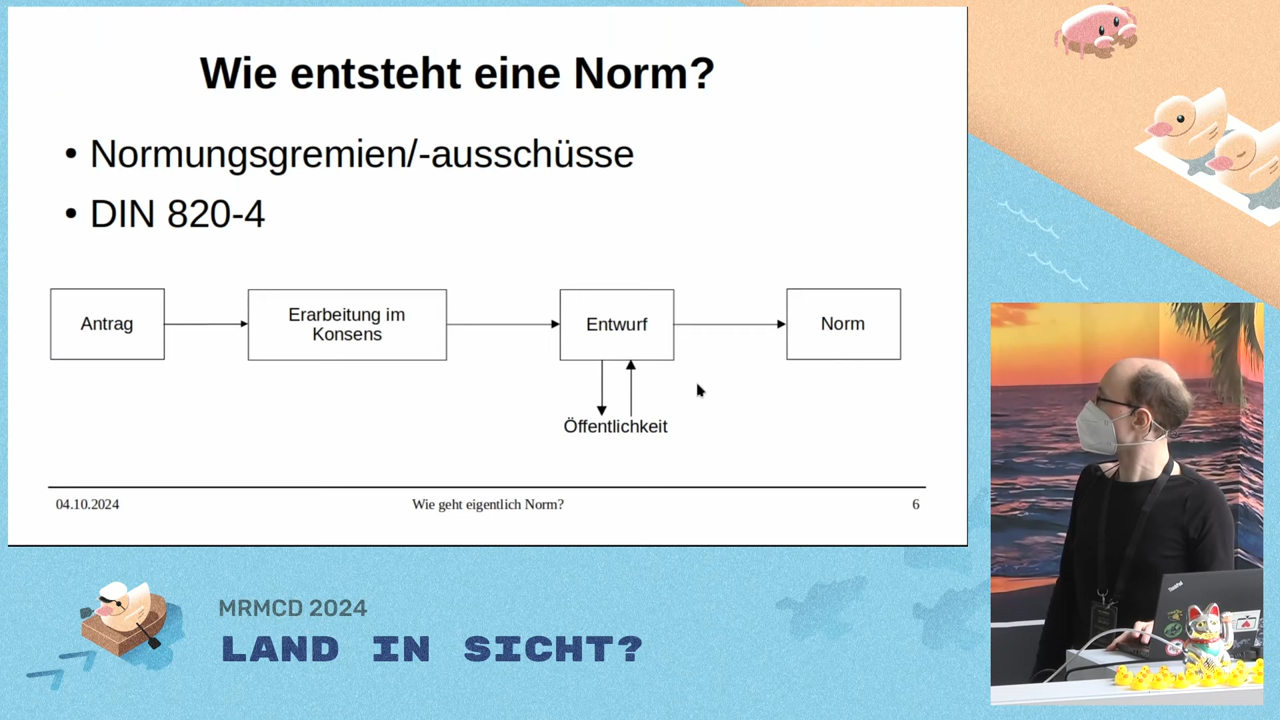 Wie entsteht eine Norm?
• Normungsgremien/-ausschüsse
• DIN 820-4
Antrag
Erarbeitung im
Konsens
Entwurf
Norm
Öffentlichkeit
04.10.2024
Wie geht eigentlich Norm?
6
MRMCD 2024
LAND IN SICHT?
ThinkPad